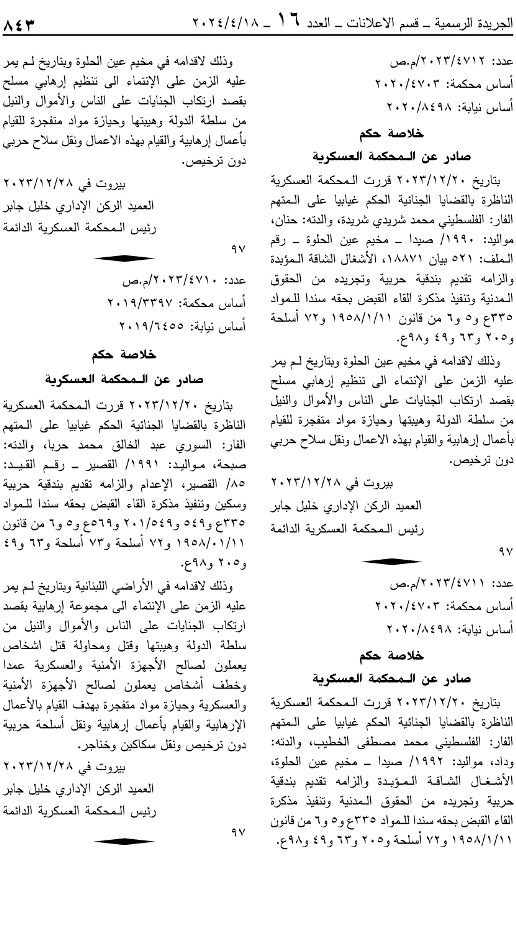 الجريدة الرسمية ــ قسم الاعلانات ــ العدد ١٦ ــ ٢٠٢٤/٤/١٨
٨٤٣
عدد: ٢٠٢٣/٤٧١٢/م.ص
أساس محكمة: ٢٠٢٠/٤٧٠٣
أساس نيابة: ٢٠٢٠/٨٤٩٨
خلاصة حكم
صادر عن المحكمة العسكرية
بتاريخ ٢٠٢٣/١٢/٢٠ قررت المحكمة العسكرية
الناظرة بالقضايا الجنائية الحكم غيابيا على المتهم
الفار: الفلسطيني محمد شريدي شريدة، والدته: حنان،
مواليد: ١٩٩٠/ صيدا ــ مخيم عين الحلوة ــ رقم
الملف: ٥٢١ بيان ١٨٨٧١، الأشغال الشاقة المؤبدة
والزامه تقديم بندقية حربية وتجريده من الحقوق
المدنية وتنفيذ مذكرة القاء القبض بحقه سندا للمواد
٣٣٥ع و٥ و٦ من قانون ١٩٥٨/١/١١ و٧٢ أسلحة
و٢٠٥ و٦٣ و٤٩ و٩٨ع.
وذلك لاقدامه في مخيم عين الحلوة وبتاريخ لم يمر
عليه الزمن على الإنتماء الى تنظيم إرهابي مسلح
بقصد ارتكاب الجنايات على الناس والأموال والنيل
من سلطة الدولة وهيبتها وحيازة مواد متفجرة للقيام
بأعمال إرهابية والقيام بهذه الاعمال ونقل سلاح حربي
دون ترخيص.
بيروت في ٢٠٢٣/١٢/٢٨
العميد الركن الإداري خليل جابر
رئيس المحكمة العسكرية الدائمة
٩٧
عدد: ٢٠٢٣/٤٧١١/م.ص
أساس محكمة: ٢٠٢٠/٤٧٠٣
أساس نيابة: ٢٠٢٠/٨٤٩٨
خلاصة حكم
صادر عن المحكمة العسكرية
بتاريخ ٢٠٢٣/١٢/٢٠ قررت المحكمة العسكرية
الناظرة بالقضايا الجنائية الحكم غيابيا على المتهم
الفار: الفلسطيني محمد مصطفى الخطيب، والدته:
وداد، مواليد: ١٩٩٢/ صيدا ــ مخيم عين الحلوة،
الأشغال الشاقة المؤبدة والزامه تقديم بندقية
حربية وتجريده من الحقوق المدنية وتنفيذ مذكرة
القاء القبض بحقه سندا للمواد ٣٣٥ع و٥ و٦ من قانون
١٩٥٨/١/١١ و٧٢ أسلحة و٢٠٥ و٦٣ و٤٩ و٩٨ع.
وذلك لاقدامه في مخيم عين الحلوة وبتاريخ لم يمر
عليه الزمن على الإنتماء الى تنظيم إرهابي مسلح
بقصد ارتكاب الجنايات على الناس والأموال والنيل
من سلطة الدولة وهيبتها وحيازة مواد متفجرة للقيام
بأعمال إرهابية والقيام بهذه الاعمال ونقل سلاح حربي
دون ترخيص.
بيروت في ٢٠٢٣/١٢/٢٨
العميد الركن الإداري خليل جابر
رئيس المحكمة العسكرية الدائمة
٩٧
عدد: ٢٠٢٣/٤٧١٠/م.ص
أساس محكمة: ٢٠١٩/٣٣٩٧
أساس نيابة: ٢٠١٩/٦٤٥٥
خلاصة حكم
صادر عن المحكمة العسكرية
بتاريخ ٢٠٢٣/١٢/٢٠ قررت المحكمة العسكرية
الناظرة بالقضايا الجنائية الحكم غيابيا على المتهم
الفار: السوري عبد الخالق محمد حربا، والدته:
صبحة، مواليد: ١٩٩١/ القصير ــ رقم القيد:
٨٥/ القصير، الإعدام والزامه تقديم بندقية حربية
وسكين وتنفيذ مذكرة القاء القبض بحقه سندا للمواد
٣٣٥ع و٥٤٩ و٢٠١/٥٤٩ و٥٦٩ع و٥ و٦ من قانون
١٩٥٨/٠١/١١ و٧٢ أسلحة و٧٣ أسلحة و٦٣ و٤٩
و٢٠٥ و٩٨ع.
وذلك لاقدامه في الأراضي اللبنانية وبتاريخ لم يمر
عليه الزمن على الإنتماء الى مجموعة إرهابية بقصد
ارتكاب الجنايات على الناس والأموال والنيل من
سلطة الدولة وهيبتها وقتل ومحاولة قتل اشخاص
يعملون لصالح الأجهزة الأمنية والعسكرية عمدا
وخطف أشخاص يعملون لصالح الأجهزة الأمنية
والعسكرية وحيازة مواد متفجرة بهدف القيام بالأعمال
الإرهابية والقيام بأعمال إرهابية ونقل أسلحة حربية
دون ترخيص ونقل سكاكين وخناجر.
بيروت في ٢٠٢٣/١٢/٢٨
العميد الركن الإداري خليل جابر
رئيس المحكمة العسكرية الدائمة
٩٧